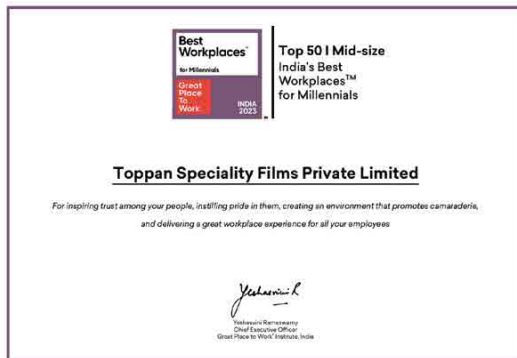 Best
Workplaces™
for Millennials
Great
Place
To
Work
INDIA
2023
Top 50 I Mid-size
India's Best
Workplaces™
for Millennials
Toppan Speciality Films Private Limited
For inspiring trust among your people, instilling pride in them, creating an environment that promotes camaraderie,
and delivering a great workplace experience for all your employees
Yeshasvini R
Yeshasvini Ramaswamy
Chief Executive Officer
Great Place to Work® Institute, India